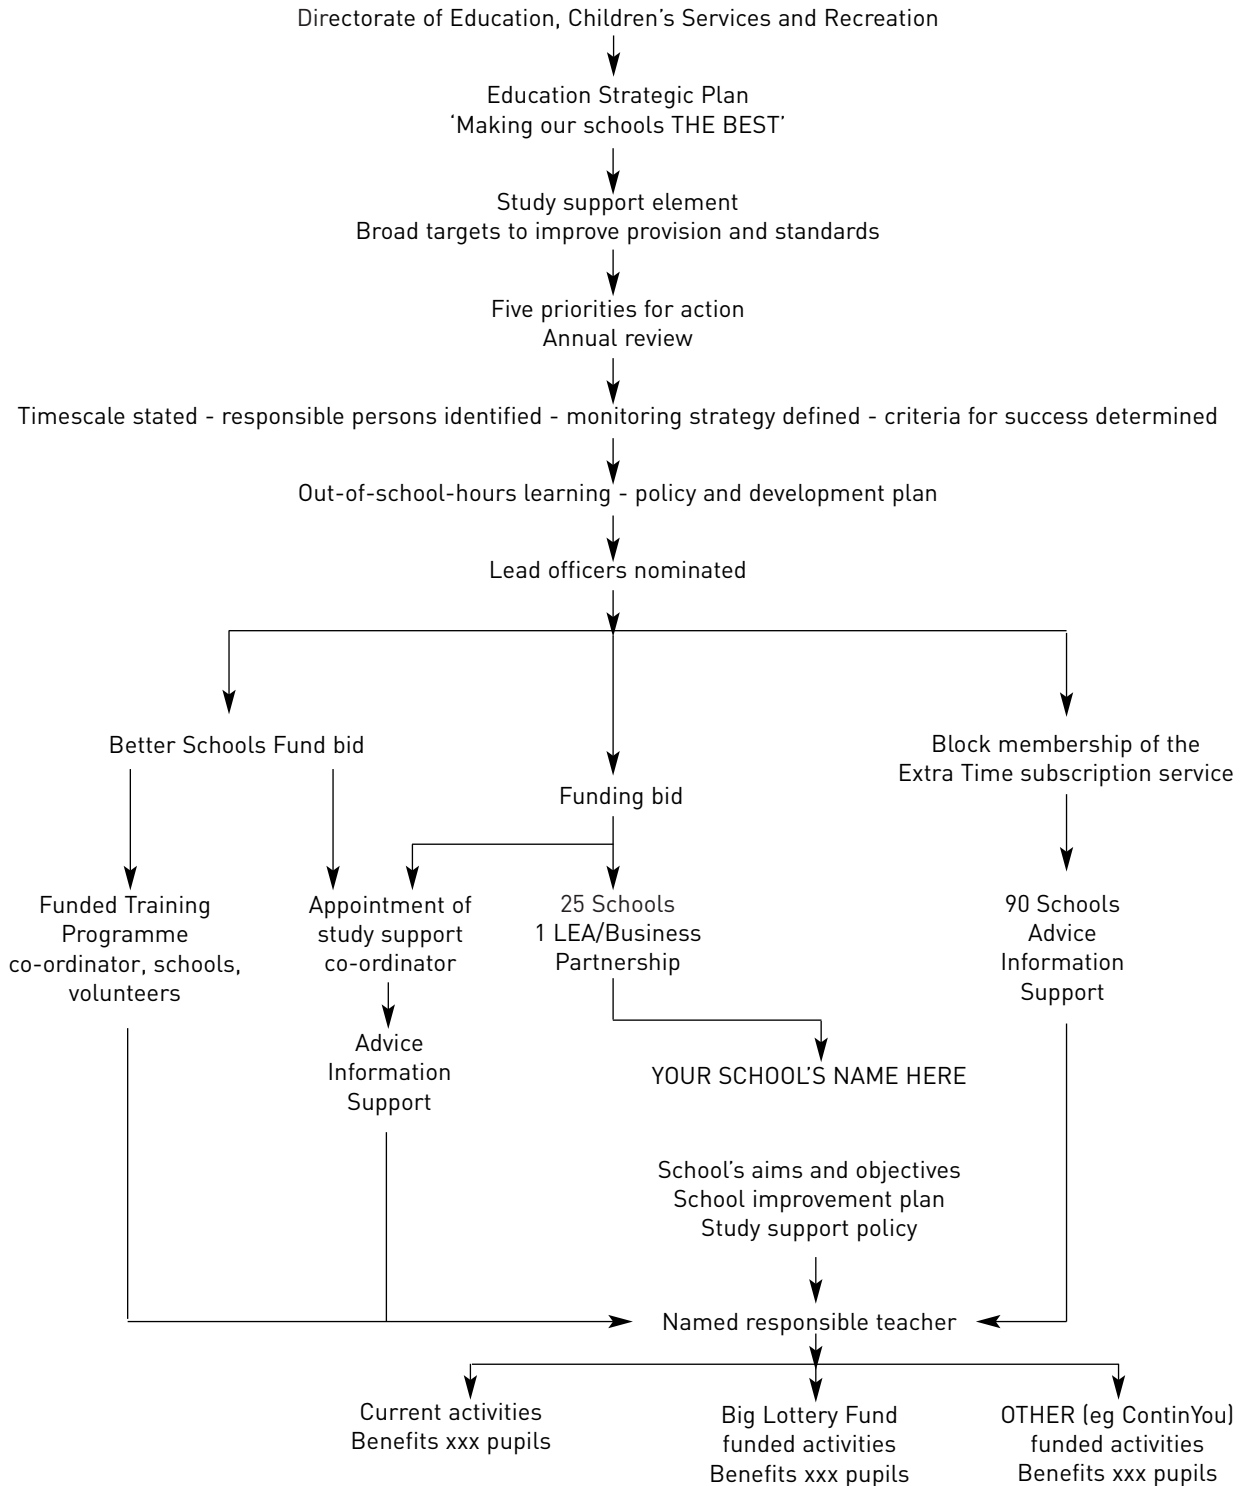 Directorate of Education, Children’s Services and Recreation
Education Strategic Plan
‘Making our schools THE BEST’
Study support element
Broad targets to improve provision and standards
Five priorities for action
Annual review
Timescale stated - responsible persons identified - monitoring strategy defined - criteria for success determined
Out-of-school-hours learning - policy and development plan
Lead officers nominated
Better Schools Fund bid
Funding bid
Block membership of the
Extra Time subscription service
Funded Training
Programme
co-ordinator, schools,
volunteers
Appointment of
study support
co-ordinator
25 Schools
1 LEA/Business
Partnership
90 Schools
Advice
Information
Support
Advice
Information
Support
YOUR SCHOOL’S NAME HERE
School’s aims and objectives
School improvement plan
Study support policy
Named responsible teacher
Current activities
Benefits xxx pupils
Big Lottery Fund
funded activities
Benefits xxx pupils
OTHER (eg ContinYou)
funded activities
Benefits xxx pupils